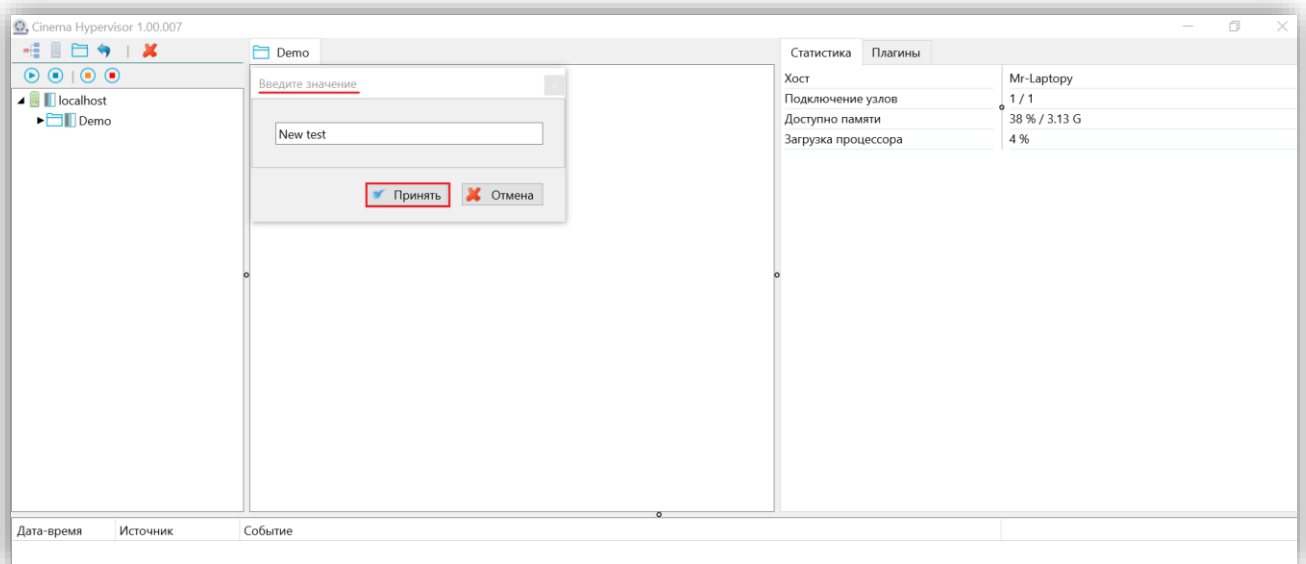 Cinema Hypervisor 1.00.007
Demo
Статистика Плагины
Введите значение
localhost
Demo
New test
Принять Отмена
Хост Mr-Laptopy
Подключение узлов 1 / 1
Доступно памяти 38 % / 3.13 G
Загрузка процессора 4 %
Дата-время Источник Событие